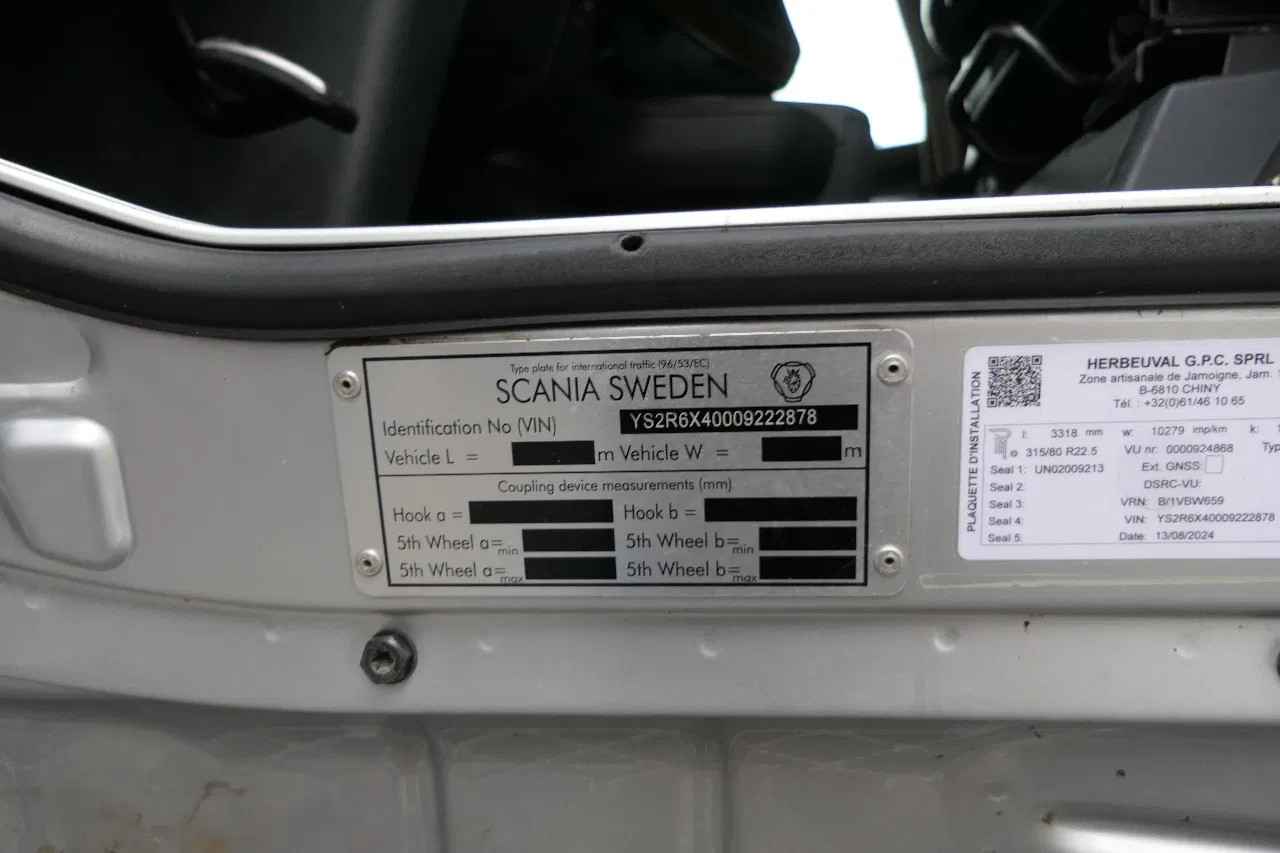 Type plate for international traffic (96/53/EC)
SCANIA SWEDEN
Identification No (VIN) YS2R6X40009222878
Vehicle L = m Vehicle W = m
Coupling device measurements (mm)
Hook a = Hook b =
5th Wheel a= min 5th Wheel b= min
5th Wheel a= max 5th Wheel b= max
PLAQUETTE D'INSTALLATION
HERBEUVAL G.P.C. SPRL
Zone artisanale de Jamoigne, Jam.
B-6810 CHINY
Tél. : +32(0)61/46 10 65
l: 3318 mm w: 10279 imp/km k:
315/80 R22.5 VU nr: 0000924868
Seal 1: UN02009213 Ext. GNSS:
Seal 2: DSRC-VU:
Seal 3: VRN: B/1VBW659
Seal 4: VIN: YS2R6X40009222878
Seal 5: Date: 13/08/2024